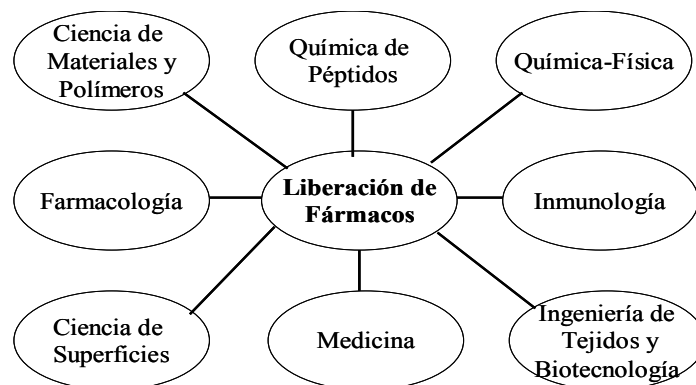 Ciencia de
Materiales y
Polímeros
Química de
Péptidos
Química-Física
Farmacología
Liberación de
Fármacos
Inmunología
Ciencia de
Superficies
Medicina
Ingeniería de
Tejidos y
Biotecnología